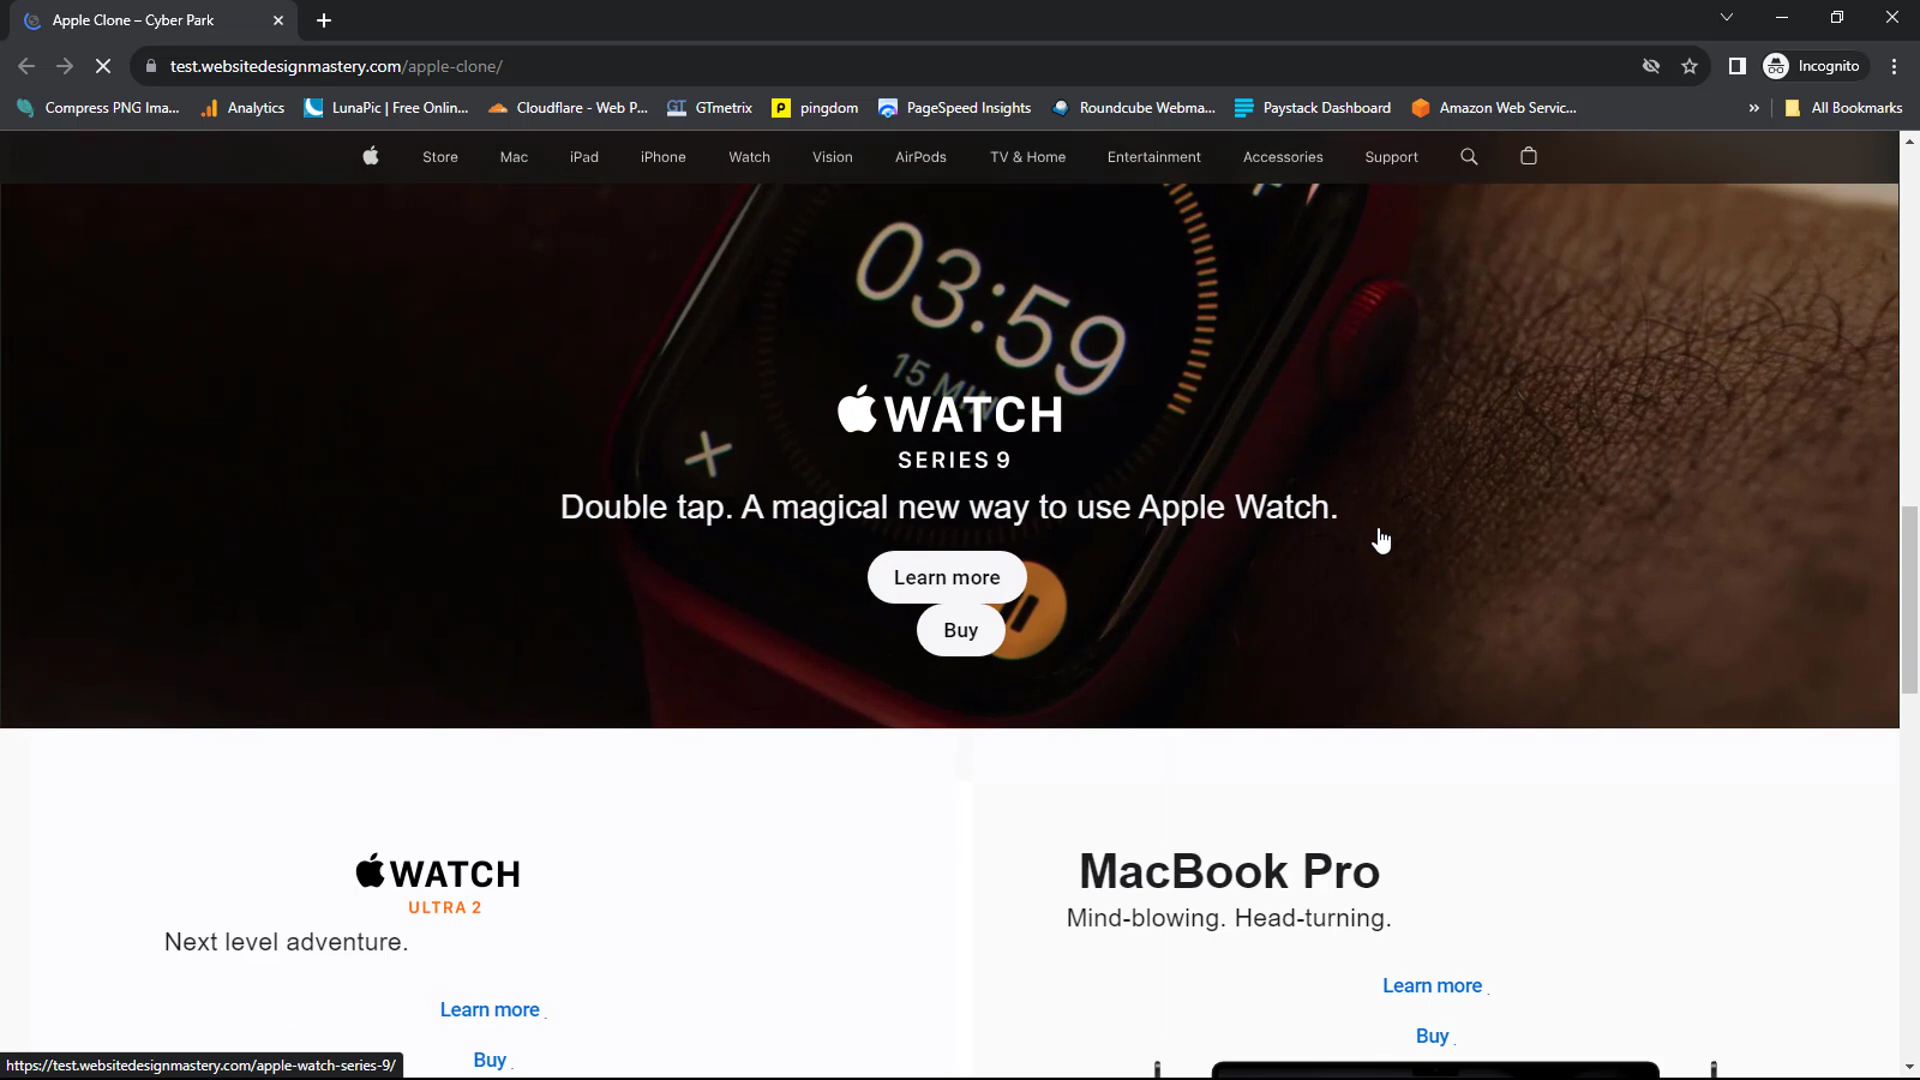 Apple Clone – Cyber Park
test.websitedesignmastery.com/apple-clone/
Incognito
Compress PNG Ima... Analytics LunaPic | Free Onlin... Cloudflare - Web P... GTmetrix pingdom PageSpeed Insights Roundcube Webma... Paystack Dashboard Amazon Web Servic... » All Bookmarks
Store Mac iPad iPhone Watch Vision AirPods TV & Home Entertainment Accessories Support
03:59
15 MIN
WATCH
SERIES 9
Double tap. A magical new way to use Apple Watch.
Learn more
Buy
WATCH
ULTRA 2
Next level adventure.
Learn more .
Buy .
MacBook Pro
Mind-blowing. Head-turning.
Learn more .
Buy .
https://test.websitedesignmastery.com/apple-watch-series-9/